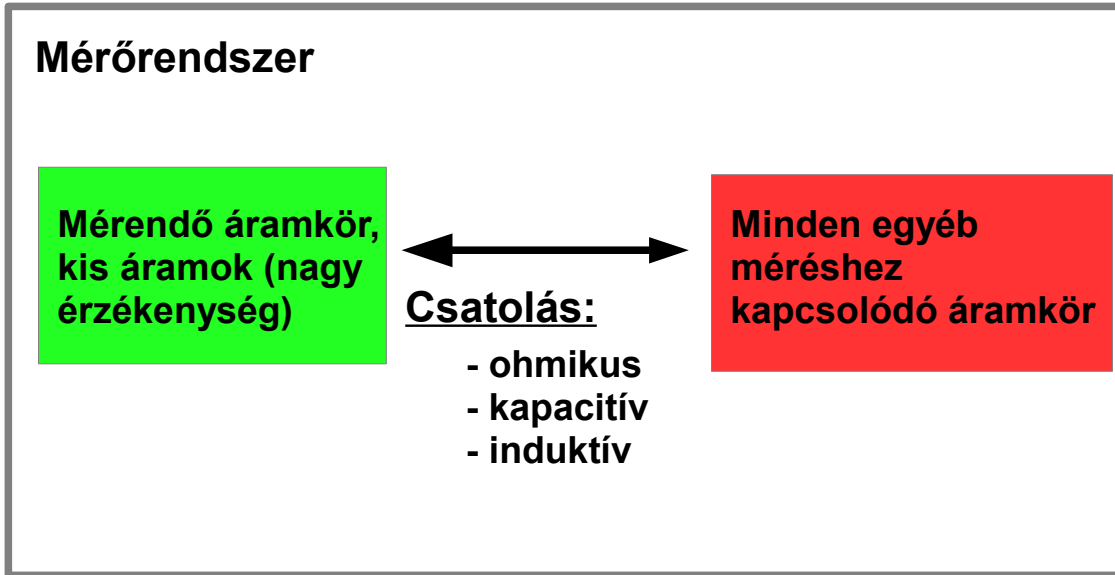 Mérőrendszer
Mérendő áramkör,
kis áramok (nagy
érzékenység)
Csatolás:
- ohmikus
- kapacitív
- induktív
Minden egyéb
méréshez
kapcsolódó áramkör